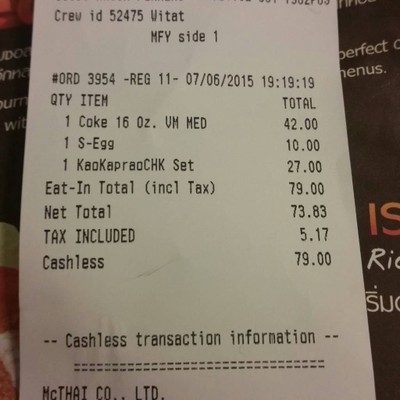 Crew id 52475 Witat
MFY side 1
#ORD 3954 -REG 11- 07/06/2015 19:19:19
QTY ITEM TOTAL
1 Coke 16 Oz. VM MED 42.00
1 S-Egg 10.00
1 KaoKapraoCHK Set 27.00
Eat-In Total (incl Tax) 79.00
Net Total 73.83
TAX INCLUDED 5.17
Cashless 79.00
-- Cashless transaction information --
==============================
McTHAI CO., LTD.
perfect
menus.
IS